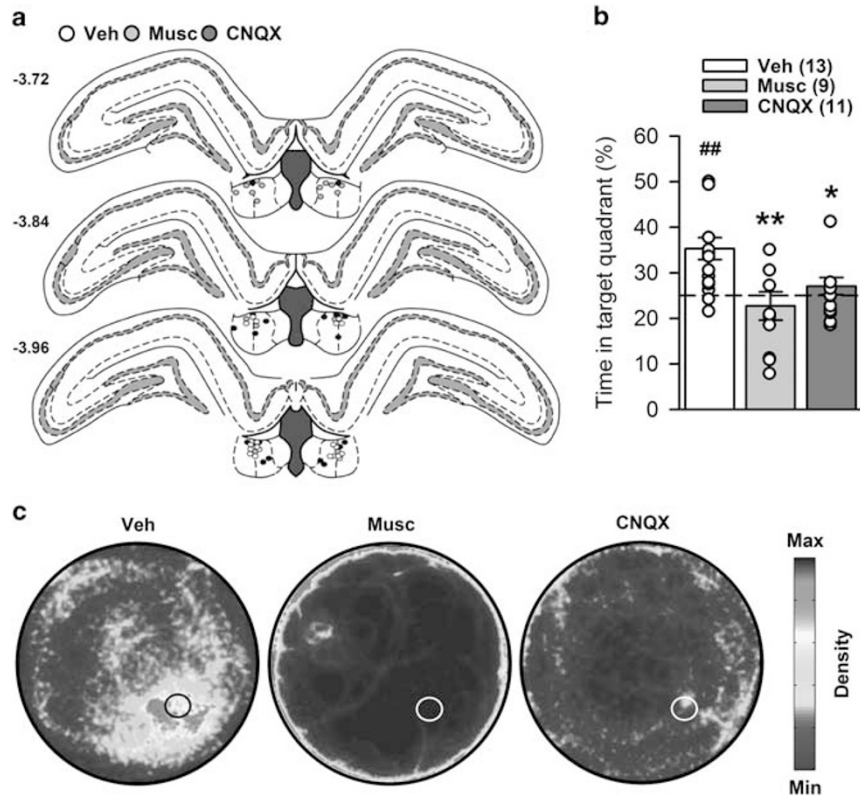 a
Veh Musc CNQX
-3.72
-3.84
-3.96
b
Veh (13)
Musc (9)
CNQX (11)
Time in target quadrant (%)
60
50
40
30
20
10
0
##
**
*
c
Veh Musc CNQX
Max
Density
Min